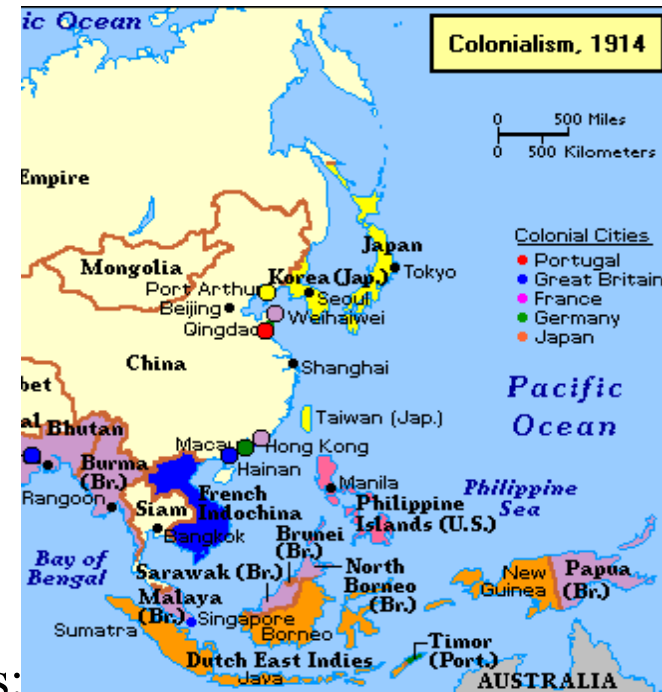 ic Ocean
Colonialism, 1914
0 500 Miles
0 500 Kilometers
Empire
Colonial Cities
Portugal
Great Britain
France
Germany
Japan
Japan
Mongolia
Korea (Jap.)
Tokyo
Port Arthur
Seoul
Beijing
Weihaiwei
Qingdao
China
Shanghai
bet
Pacific
Ocean
al
Bhutan
Taiwan (Jap.)
Macau
Hong Kong
Burma
(Br.)
Hainan
Rangoon
French
Indochina
Manila
Philippine
Sea
Siam
Philippine
Islands (U.S.)
Bangkok
Brunei
(Br.)
Bay of
Bengal
Sarawak (Br.)
North
Borneo
(Br.)
New
Guinea
Papua
(Br.)
Malaya
(Br.)
Singapore
Sumatra
Borneo
Timor
(Port.)
Dutch East Indies
Java
AUSTRALIA
s: